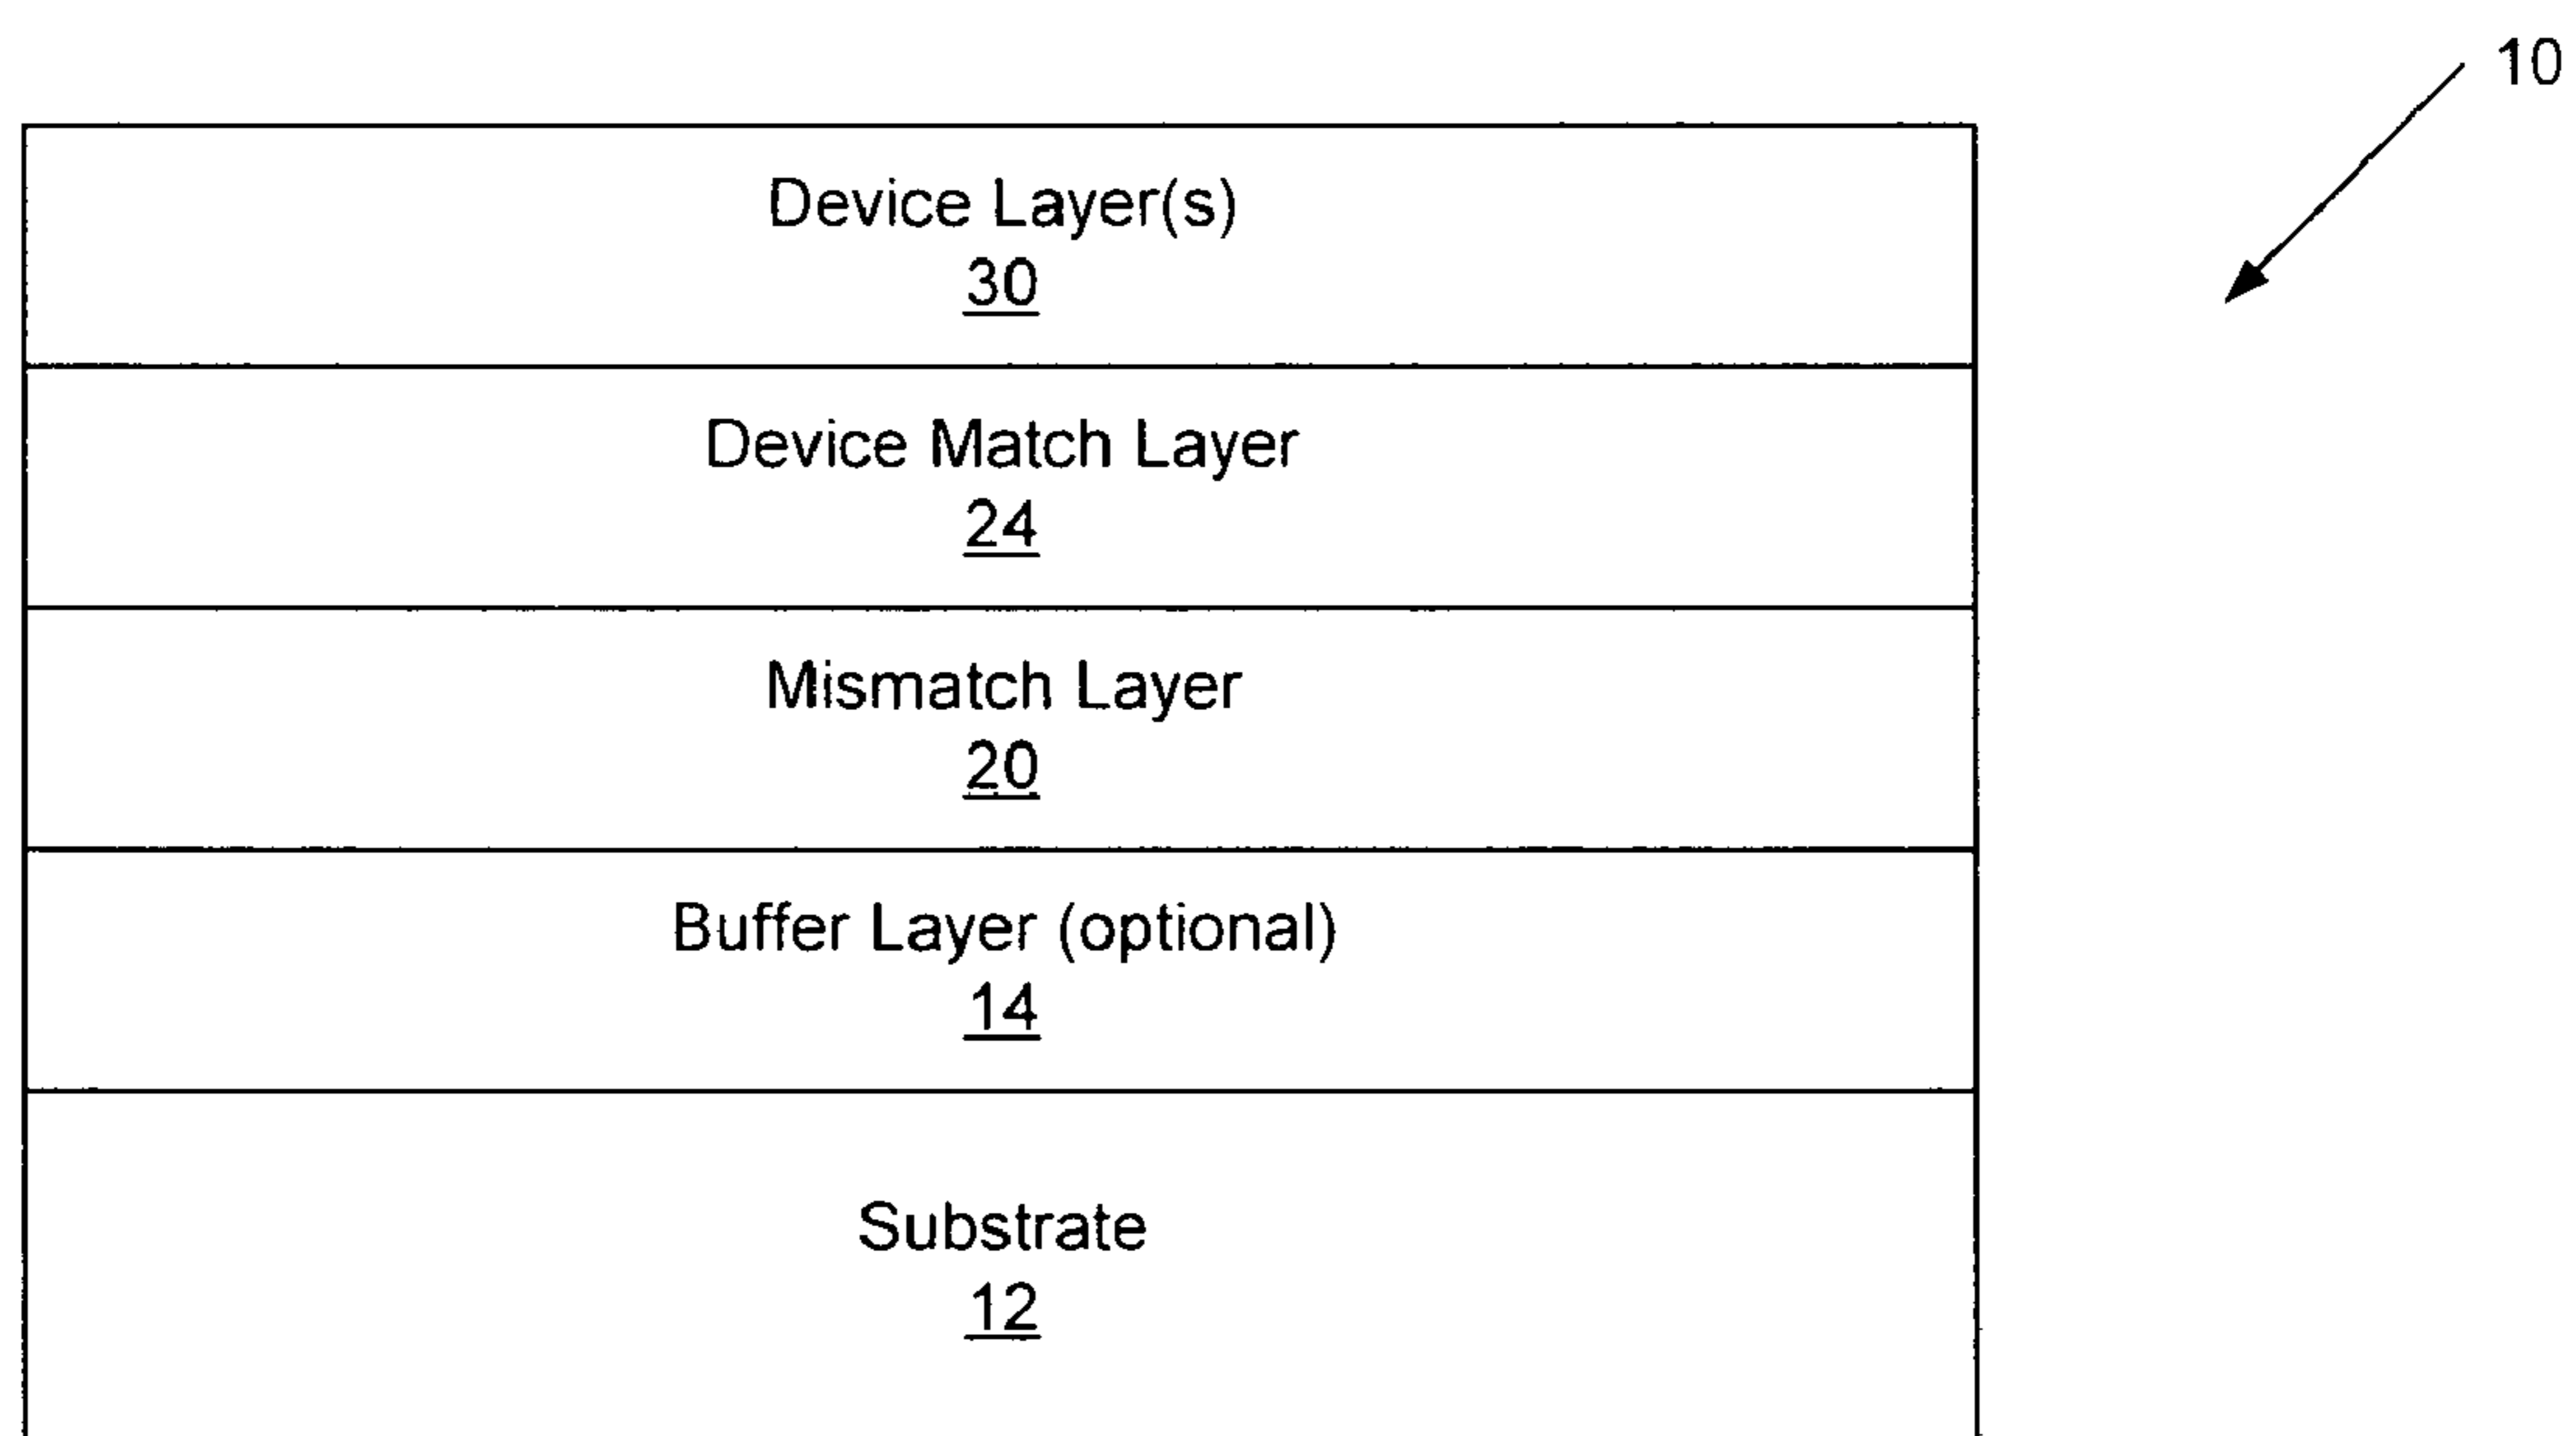 10
Device Layer(s)
30
Device Match Layer
24
Mismatch Layer
20
Buffer Layer (optional)
14
Substrate
12